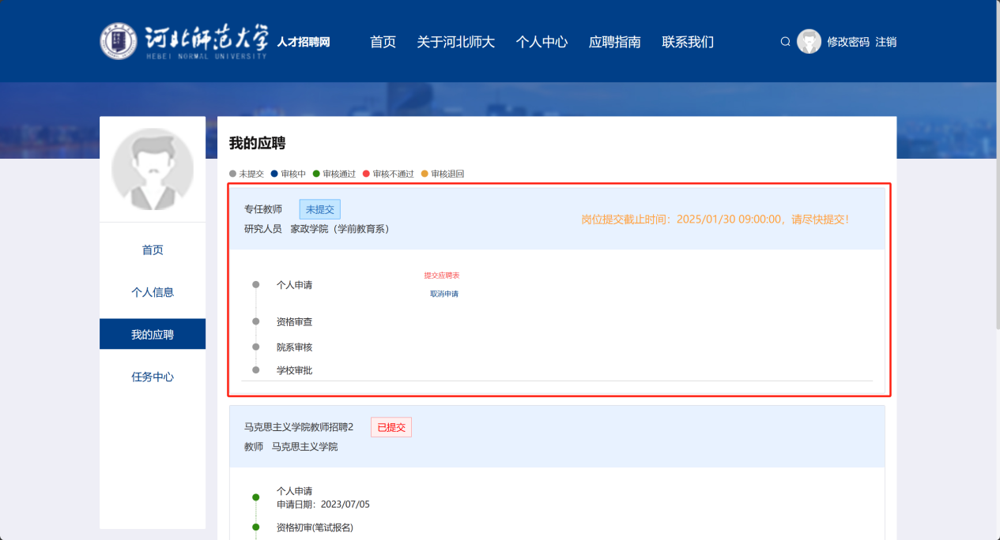 河北师范大学 人才招聘网 首页 关于河北师大 个人中心 应聘指南 联系我们 修改密码 注销
HEBEI NORMAL UNIVERSITY
首页
个人信息
我的应聘
任务中心
我的应聘
未提交 审核中 审核通过 审核不通过 审核退回
专任教师 未提交
研究人员 家政学院（学前教育系）
岗位提交截止时间：2025/01/30 09:00:00，请尽快提交！
个人申请 提交应聘表
取消申请
资格审查
院系审核
学校审批
马克思主义学院教师招聘2 已提交
教师 马克思主义学院
个人申请
申请日期：2023/07/05
资格初审(笔试报名)